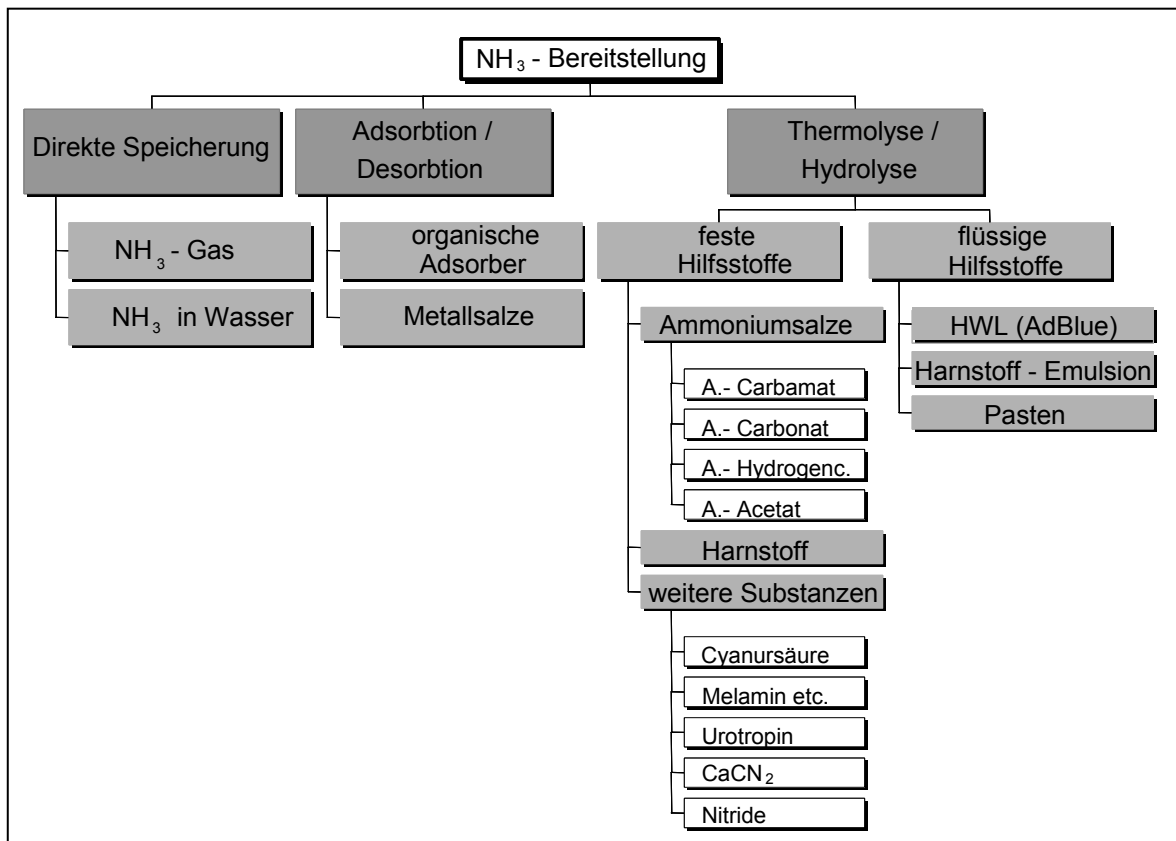 NH₃ - Bereitstellung
Direkte Speicherung
NH₃ - Gas
NH₃ in Wasser
Adsorbtion /
Desorbtion
organische
Adsorber
Metallsalze
Thermolyse /
Hydrolyse
feste
Hilfsstoffe
Ammoniumsalze
A.- Carbamat
A.- Carbonat
A.- Hydrogenc.
A.- Acetat
Harnstoff
weitere Substanzen
Cyanursäure
Melamin etc.
Urotropin
CaCN₂
Nitride
flüssige
Hilfsstoffe
HWL (AdBlue)
Harnstoff - Emulsion
Pasten